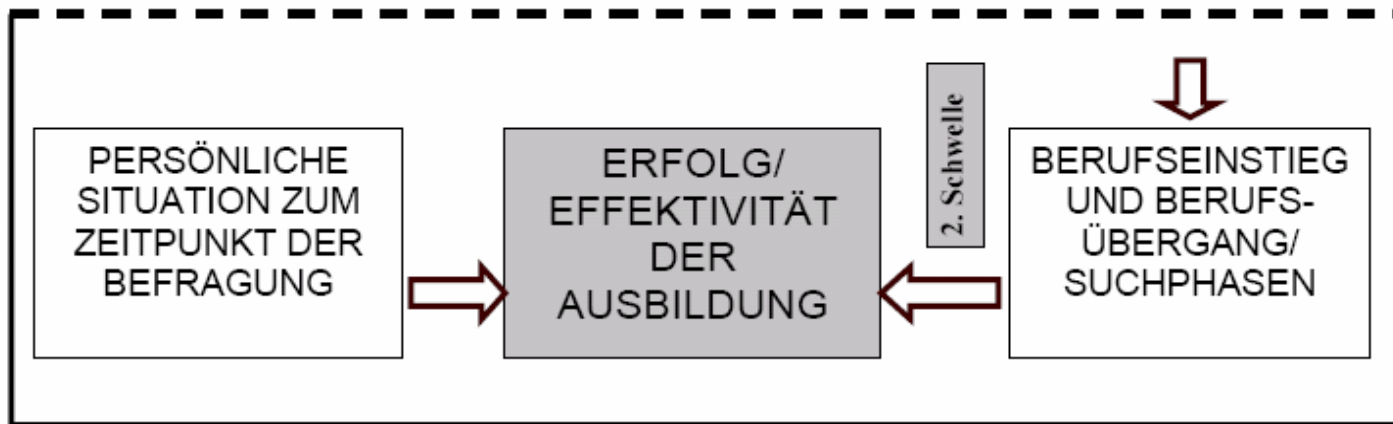 PERSÖNLICHE
SITUATION ZUM
ZEITPUNKT DER
BEFRAGUNG
ERFOLG/
EFFEKTIVITÄT
DER
AUSBILDUNG
2. Schwelle
BERUFSEINSTIEG
UND BERUFS-
ÜBERGANG/
SUCHPHASEN